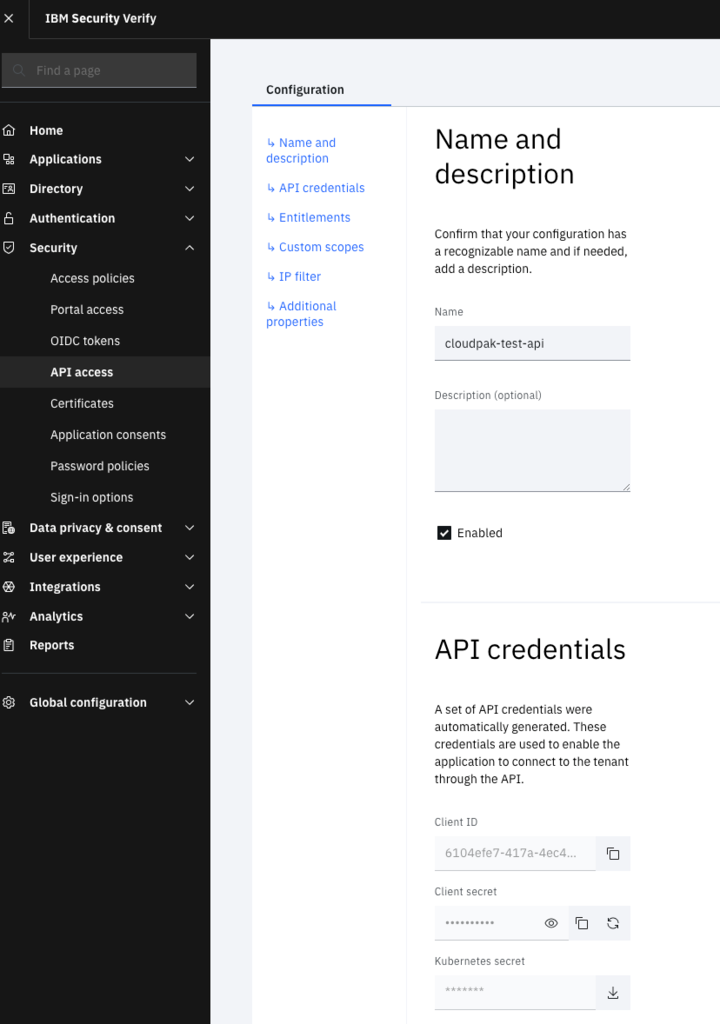 IBM Security Verify
Find a page
Home
Applications
Directory
Authentication
Security
Access policies
Portal access
OIDC tokens
API access
Certificates
Application consents
Password policies
Sign-in options
Data privacy & consent
User experience
Integrations
Analytics
Reports
Global configuration
Configuration
↳ Name and
description
↳ API credentials
↳ Entitlements
↳ Custom scopes
↳ IP filter
↳ Additional
properties
Name and
description
Confirm that your configuration has
a recognizable name and if needed,
add a description.
Name
cloudpak-test-api
Description (optional)
Enabled
API credentials
A set of API credentials were
automatically generated. These
credentials are used to enable the
application to connect to the tenant
through the API.
Client ID
6104efe7-417a-4ec4...
Client secret
••••••••••
Kubernetes secret
*******